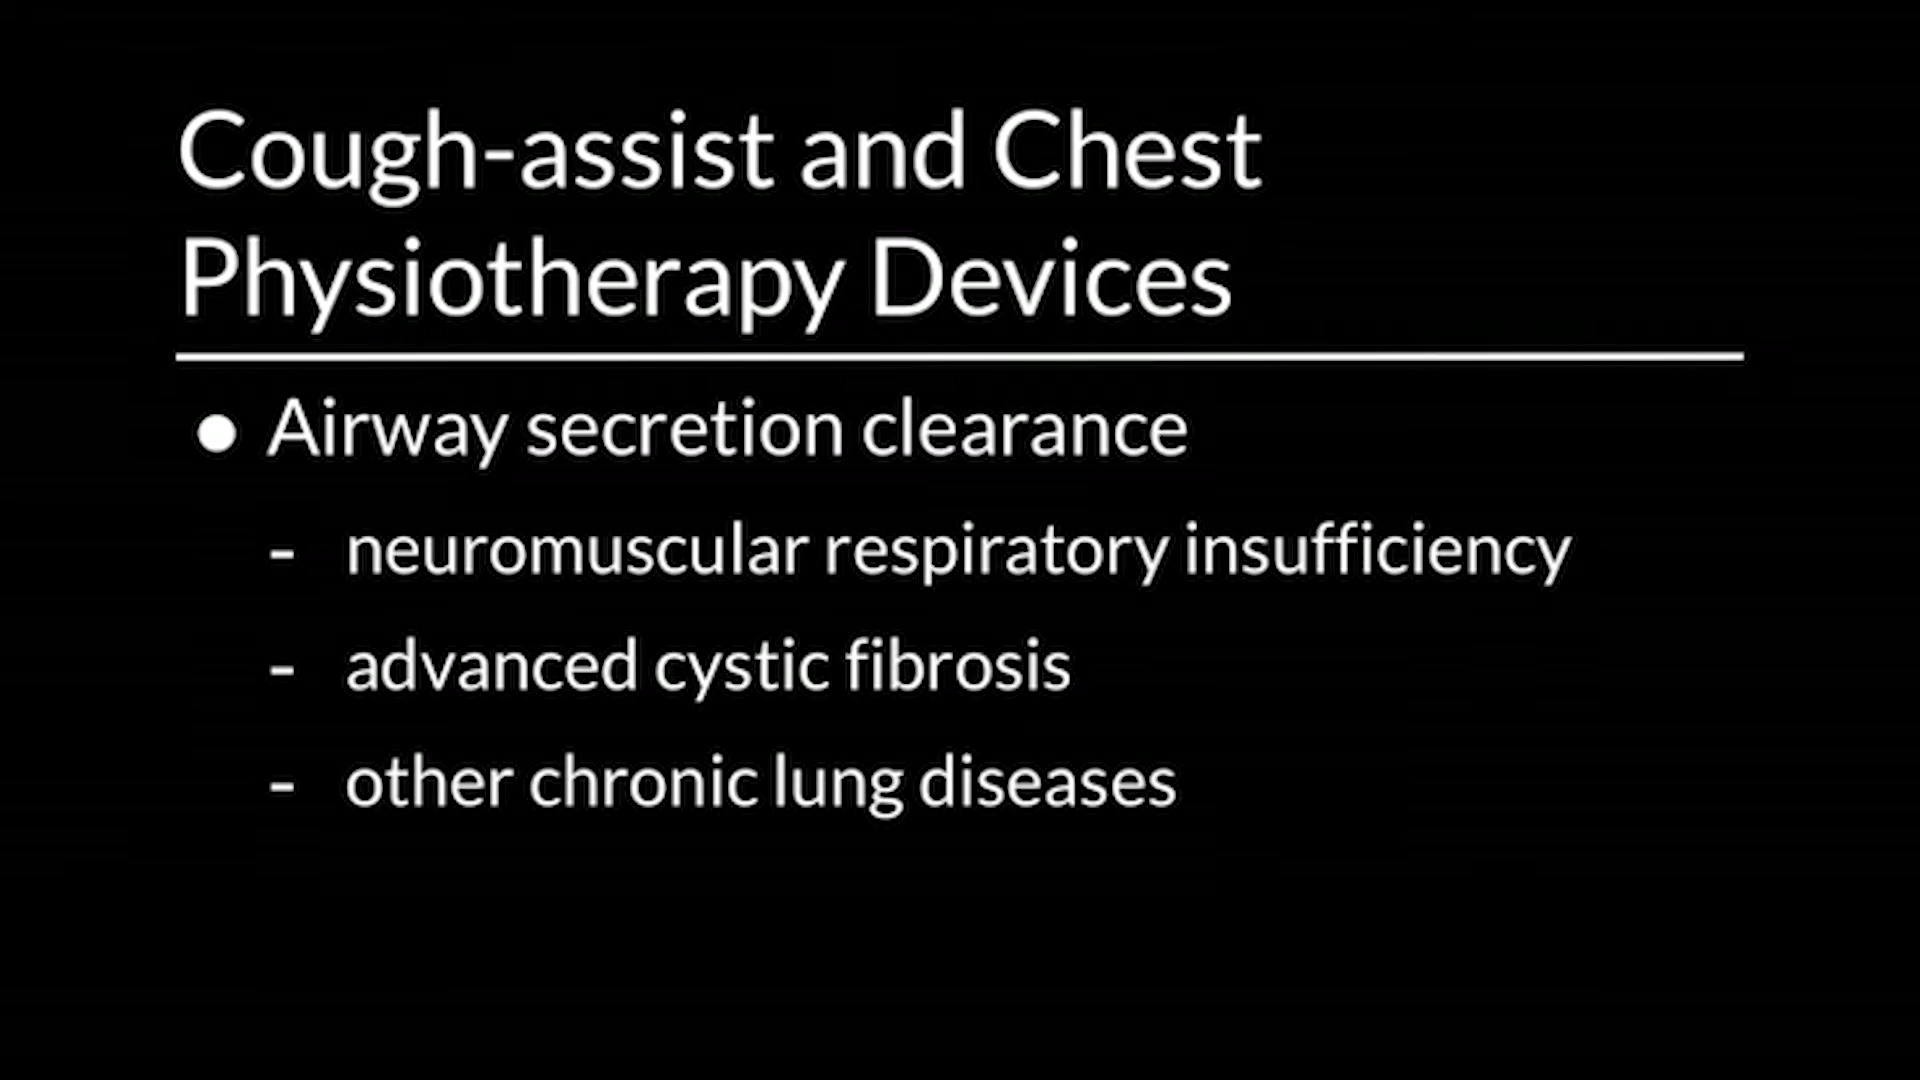 Cough-assist and Chest
Physiotherapy Devices
● Airway secretion clearance
- neuromuscular respiratory insufficiency
- advanced cystic fibrosis
- other chronic lung diseases